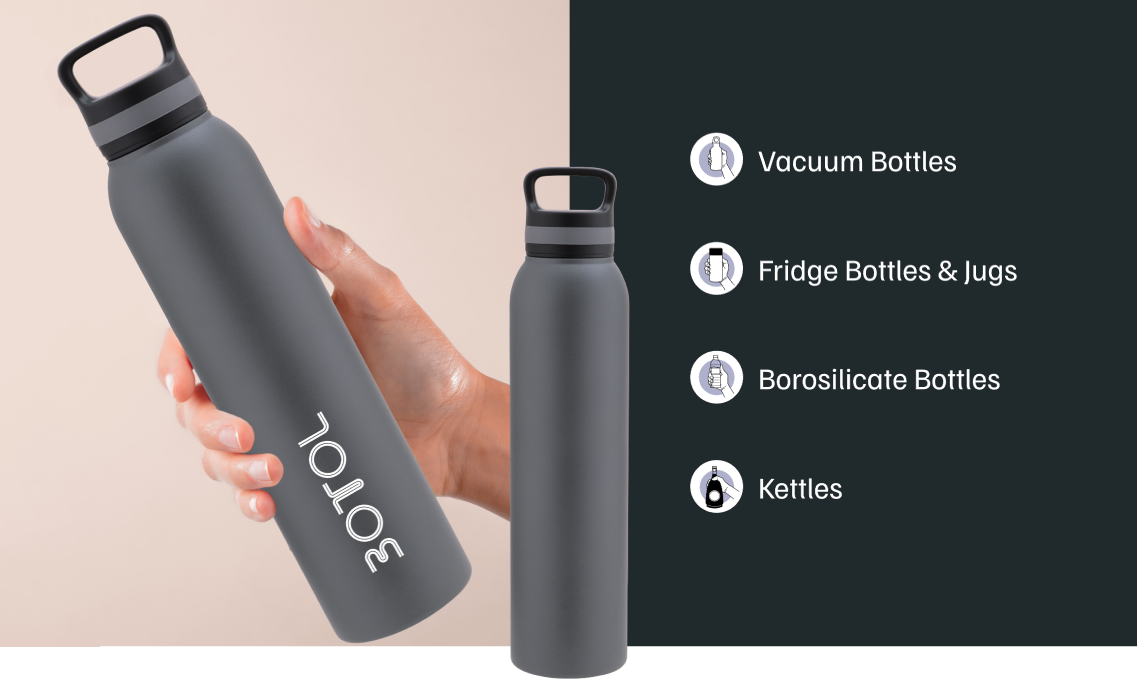 BOTOL
Vacuum Bottles
Fridge Bottles & Jugs
Borosilicate Bottles
Kettles